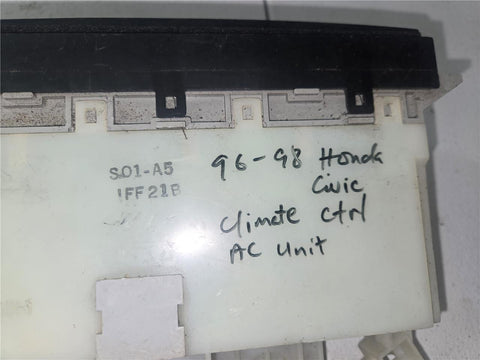 S01-A5
IFF21B
96-98 Honda
Civic
Climate Ctrl
AC Unit